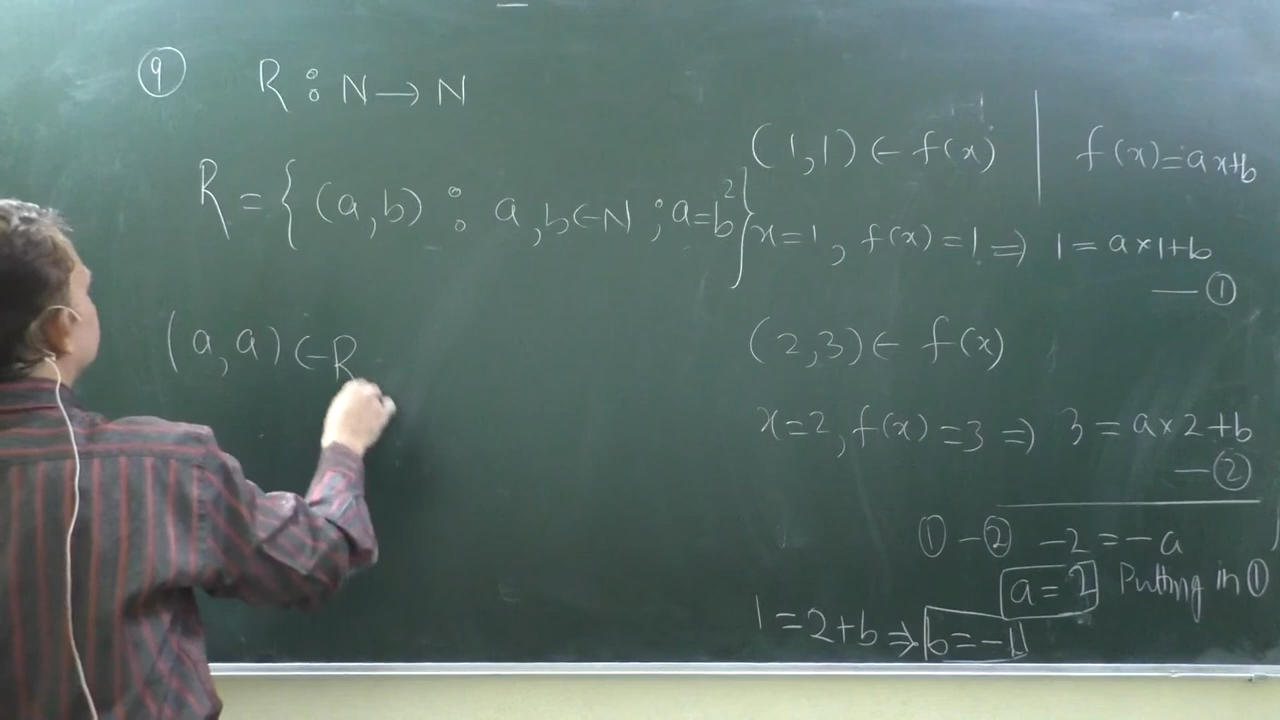 ⑨ R : N → N
R = { (a,b) : a,b ∈ N ; a = b² }
(a,a) ∈ R
(1,1) ∈ f(x) | f(x) = ax+b
x=1, f(x) = 1 ⇒ 1 = a×1+b
— ①
(2,3) ∈ f(x)
x=2, f(x) = 3 ⇒ 3 = a×2+b
— ②
① - ② -2 = -a
a = 2 Putting in ①
1 = 2+b ⇒ b = -1